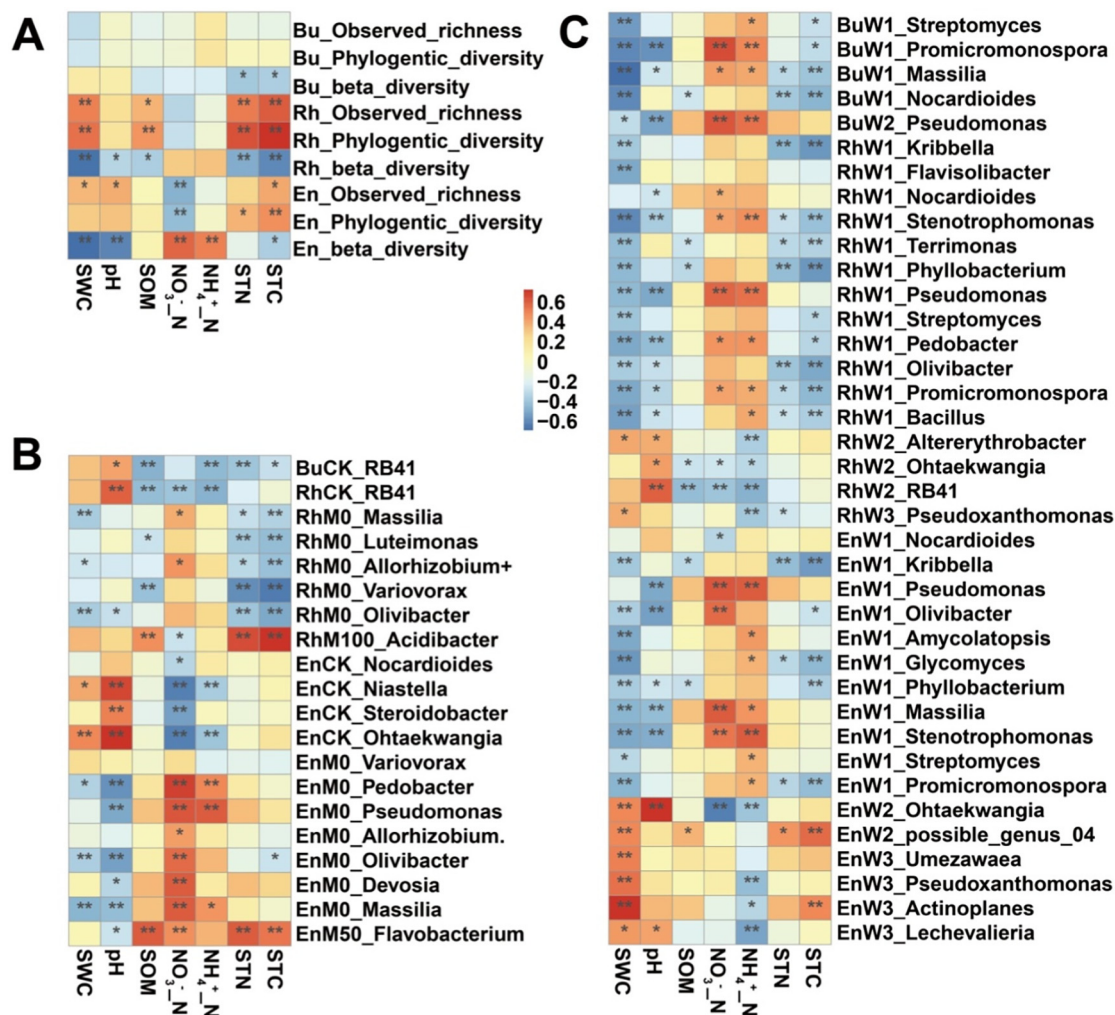 A
Bu_Observed_richness
Bu_Phylogentic_diversity
Bu_beta_diversity
Rh_Observed_richness
Rh_Phylogentic_diversity
Rh_beta_diversity
En_Observed_richness
En_Phylogentic_diversity
En_beta_diversity
SWC
pH
SOM
NO3-_N
NH4+_N
STN
STC
0.6
0.4
0.2
0
−0.2
−0.4
−0.6
B
BuCK_RB41
RhCK_RB41
RhM0_Massilia
RhM0_Luteimonas
RhM0_Allorhizobium+
RhM0_Variovorax
RhM0_Olivibacter
RhM100_Acidibacter
EnCK_Nocardioides
EnCK_Niastella
EnCK_Steroidobacter
EnCK_Ohtaekwangia
EnM0_Variovorax
EnM0_Pedobacter
EnM0_Pseudomonas
EnM0_Allorhizobium.
EnM0_Olivibacter
EnM0_Devosia
EnM0_Massilia
EnM50_Flavobacterium
SWC
pH
SOM
NO3-_N
NH4+_N
STN
STC
C
BuW1_Streptomyces
BuW1_Promicromonospora
BuW1_Massilia
BuW1_Nocardioides
BuW2_Pseudomonas
RhW1_Kribbella
RhW1_Flavisolibacter
RhW1_Nocardioides
RhW1_Stenotrophomonas
RhW1_Terrimonas
RhW1_Phyllobacterium
RhW1_Pseudomonas
RhW1_Streptomyces
RhW1_Pedobacter
RhW1_Olivibacter
RhW1_Promicromonospora
RhW1_Bacillus
RhW2_Altererythrobacter
RhW2_Ohtaekwangia
RhW2_RB41
RhW3_Pseudoxanthomonas
EnW1_Nocardioides
EnW1_Kribbella
EnW1_Pseudomonas
EnW1_Olivibacter
EnW1_Amycolatopsis
EnW1_Glycomyces
EnW1_Phyllobacterium
EnW1_Massilia
EnW1_Stenotrophomonas
EnW1_Streptomyces
EnW1_Promicromonospora
EnW2_Ohtaekwangia
EnW2_possible_genus_04
EnW3_Umezawaea
EnW3_Pseudoxanthomonas
EnW3_Actinoplanes
EnW3_Lechevalieria
SWC
pH
SOM
NO3-_N
NH4+_N
STN
STC